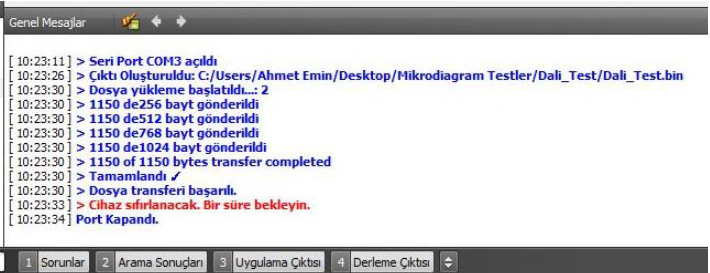 Genel Mesajlar
[ 10:23:11 ] > Seri Port COM3 açıldı
[ 10:23:26 ] > Çıktı Oluşturuldu: C:/Users/Ahmet Emin/Desktop/Mikrodiagram Testler/Dali_Test/Dali_Test.bin
[ 10:23:30 ] > Dosya yükleme başlatıldı...: 2
[ 10:23:30 ] > 1150 de256 bayt gönderildi
[ 10:23:30 ] > 1150 de512 bayt gönderildi
[ 10:23:30 ] > 1150 de768 bayt gönderildi
[ 10:23:30 ] > 1150 de1024 bayt gönderildi
[ 10:23:30 ] > 1150 of 1150 bytes transfer completed
[ 10:23:30 ] > Tamamlandı ✓
[ 10:23:30 ] > Dosya transferi başarılı.
[ 10:23:33 ] > Cihaz sıfırlanacak. Bir süre bekleyin.
[ 10:23:34 ] Port Kapandı.
1 Sorunlar 2 Arama Sonuçları 3 Uygulama Çıktısı 4 Derleme Çıktısı